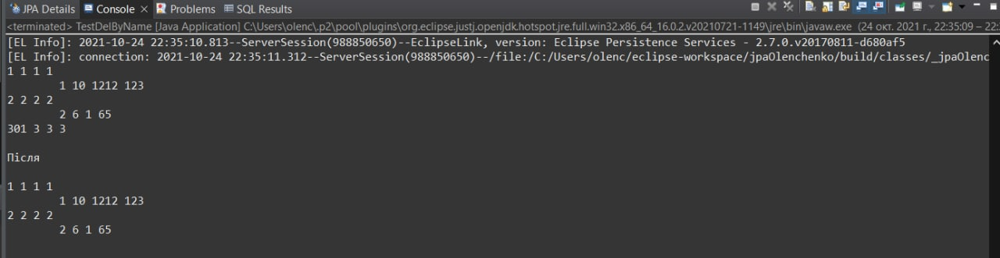 JPA Details Console Problems SQL Results
<terminated> TestDelByName [Java Application] C:\Users\olenc\.p2\pool\plugins\org.eclipse.justj.openjdk.hotspot.jre.full.win32.x86_64_16.0.2.v20210721-1149\jre\bin\javaw.exe (24 окт. 2021 г., 22:35:09 – 22:
[EL Info]: 2021-10-24 22:35:10.813--ServerSession(988850650)--EclipseLink, version: Eclipse Persistence Services - 2.7.0.v20170811-d680af5
[EL Info]: connection: 2021-10-24 22:35:11.312--ServerSession(988850650)--/file:/C:/Users/olenc/eclipse-workspace/jpaOlenchenko/build/classes/_jpaOlenc
1 1 1 1
1 10 1212 123
2 2 2 2
2 6 1 65
301 3 3 3
Після
1 1 1 1
1 10 1212 123
2 2 2 2
2 6 1 65